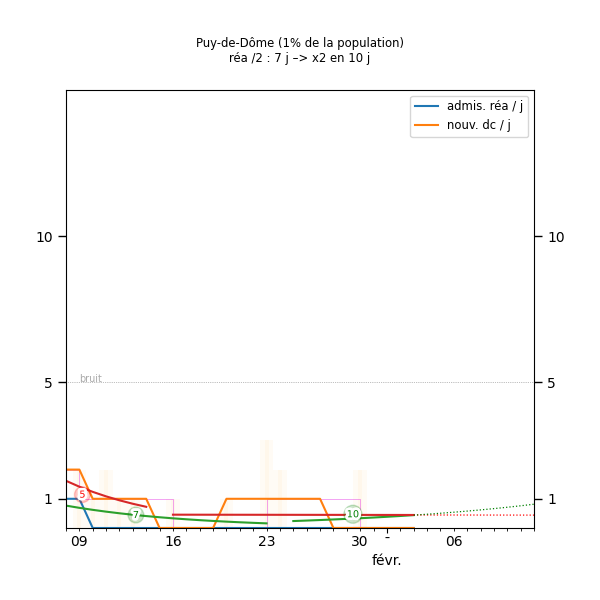 Puy-de-Dôme (1% de la population)
réa /2 : 7 j –> x2 en 10 j
admis. réa / j
nouv. dc / j
10
10
bruit
5
5
5
1
1
7
10
09
16
23
30
-
06
févr.